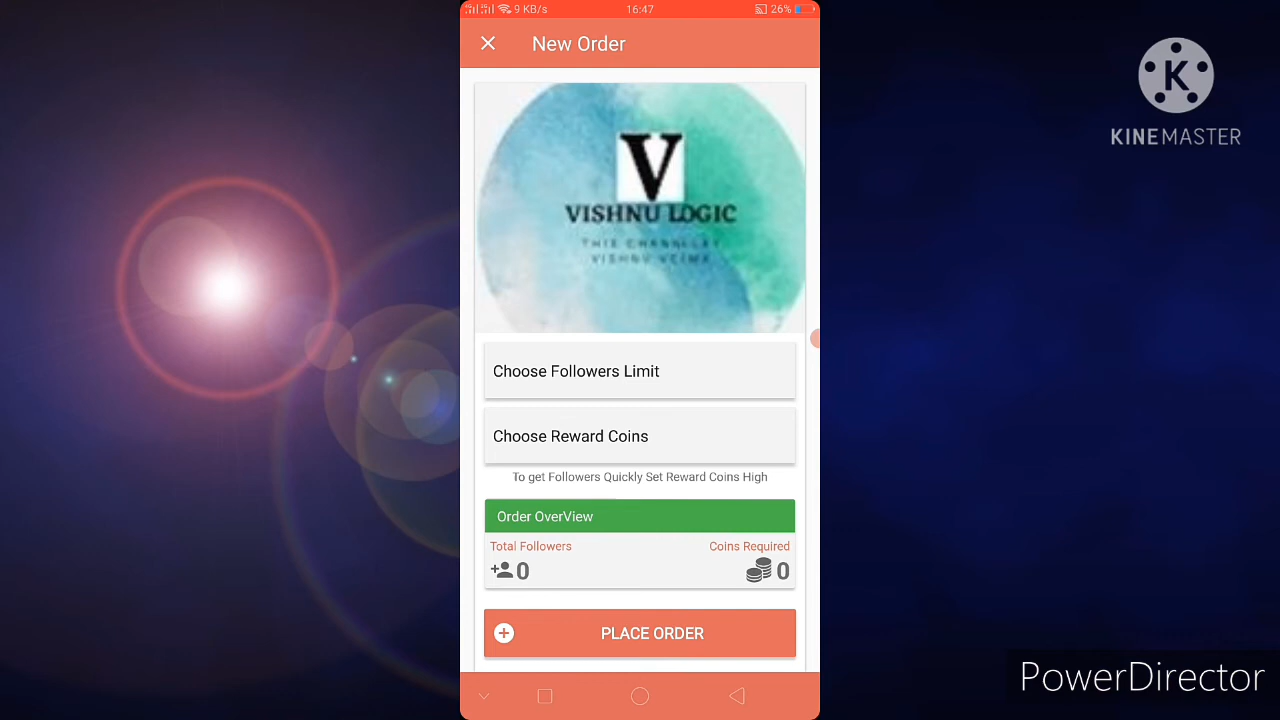 9 KB/s
16:47
26%
New Order
K
KINEMASTER
V
VISHNU LOGIC
VISHNU
Choose Followers Limit
Choose Reward Coins
To get Followers Quickly Set Reward Coins High
Order OverView
Total Followers
Coins Required
0
0
PLACE ORDER
PowerDirector